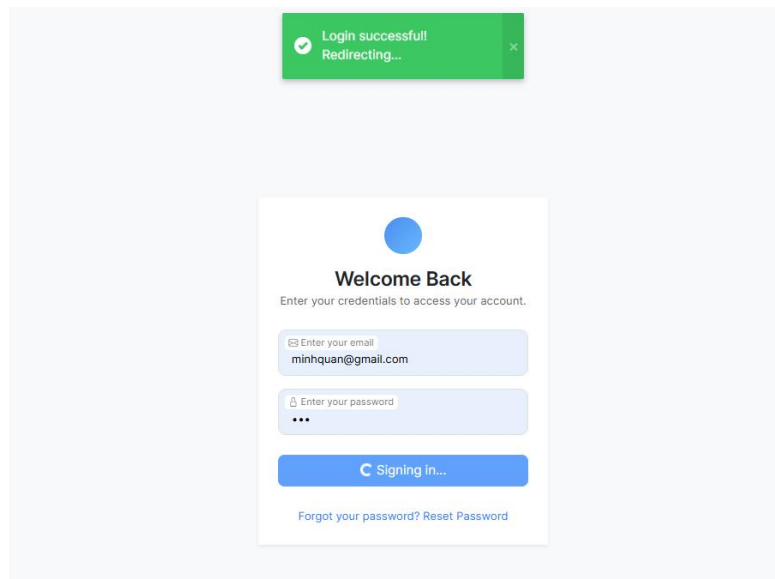 Login successful!
Redirecting...
×
Welcome Back
Enter your credentials to access your account.
Enter your email
minhquan@gmail.com
Enter your password
•••
Signing in...
Forgot your password? Reset Password